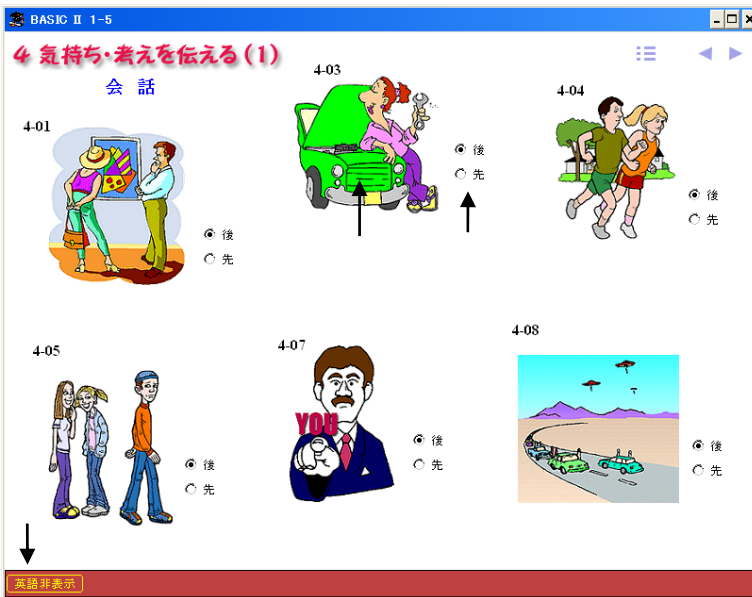 BASIC II 1-5
4 気持ち・考えを伝える(1)
会 話
4-01
後
先
4-03
後
先
4-04
後
先
4-05
後
先
4-07
YOU
後
先
4-08
後
先
英語非表示